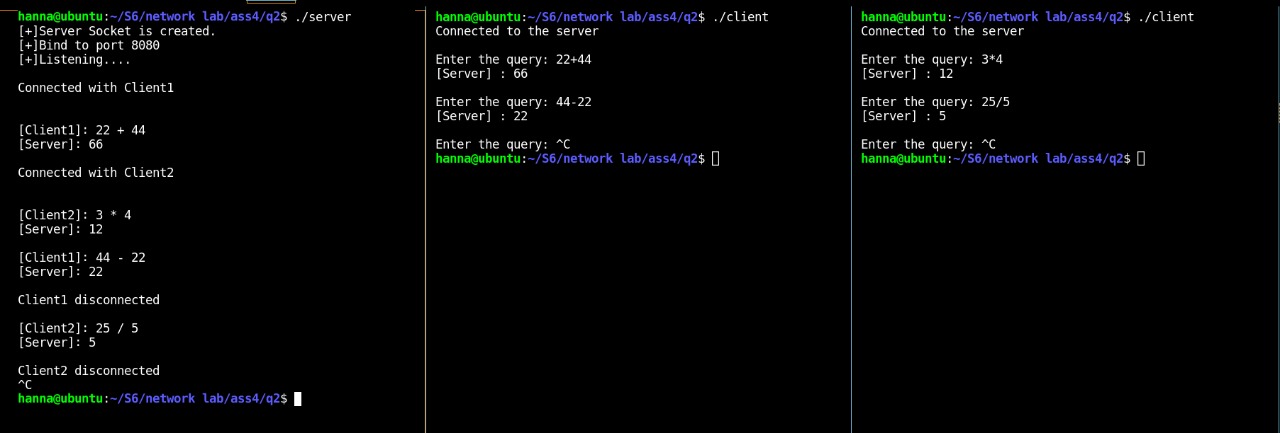 hanna@ubuntu:~/S6/network lab/ass4/q2$ ./server
[+]Server Socket is created.
[+]Bind to port 8080
[+]Listening....
Connected with Client1
[Client1]: 22 + 44
[Server]: 66
Connected with Client2
[Client2]: 3 * 4
[Server]: 12
[Client1]: 44 - 22
[Server]: 22
Client1 disconnected
[Client2]: 25 / 5
[Server]: 5
Client2 disconnected
^C
hanna@ubuntu:~/S6/network lab/ass4/q2$
hanna@ubuntu:~/S6/network lab/ass4/q2$ ./client
Connected to the server
Enter the query: 22+44
[Server] : 66
Enter the query: 44-22
[Server] : 22
Enter the query: ^C
hanna@ubuntu:~/S6/network lab/ass4/q2$
hanna@ubuntu:~/S6/network lab/ass4/q2$ ./client
Connected to the server
Enter the query: 3*4
[Server] : 12
Enter the query: 25/5
[Server] : 5
Enter the query: ^C
hanna@ubuntu:~/S6/network lab/ass4/q2$